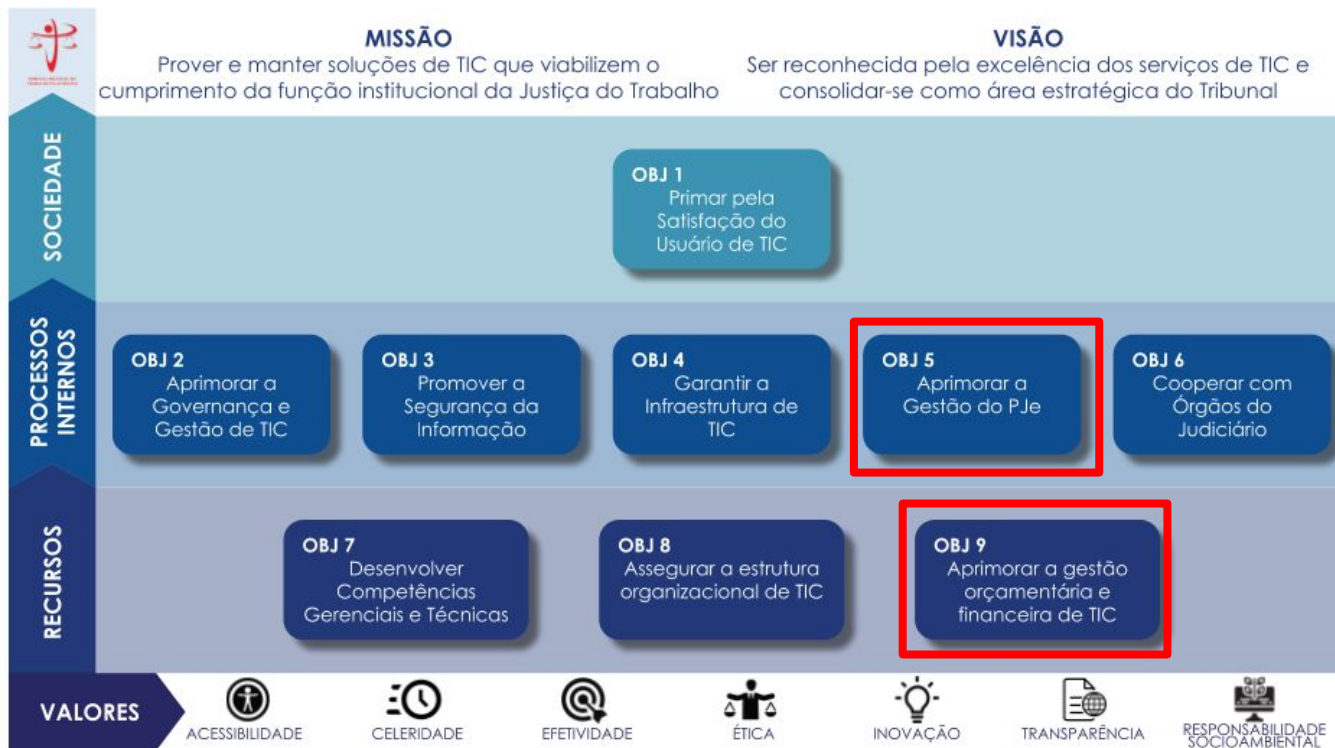 MISSÃO
Prover e manter soluções de TIC que viabilizem o
cumprimento da função institucional da Justiça do Trabalho
VISÃO
Ser reconhecida pela excelência dos serviços de TIC e
consolidar-se como área estratégica do Tribunal
SOCIEDADE
OBJ 1
Primar pela
Satisfação do
Usuário de TIC
PROCESSOS
INTERNOS
OBJ 2
Aprimorar a
Governança e
Gestão de TIC
OBJ 3
Promover a
Segurança da
Informação
OBJ 4
Garantir a
Infraestrutura de
TIC
OBJ 5
Aprimorar a
Gestão do PJe
OBJ 6
Cooperar com
Órgãos do
Judiciário
RECURSOS
OBJ 7
Desenvolver
Competências
Gerenciais e Técnicas
OBJ 8
Assegurar a estrutura
organizacional de TIC
OBJ 9
Aprimorar a gestão
orçamentária e
financeira de TIC
VALORES
ACESSIBILIDADE
CELERIDADE
EFETIVIDADE
ÉTICA
INOVAÇÃO
TRANSPARÊNCIA
RESPONSABILIDADE
SOCIOAMBIENTAL